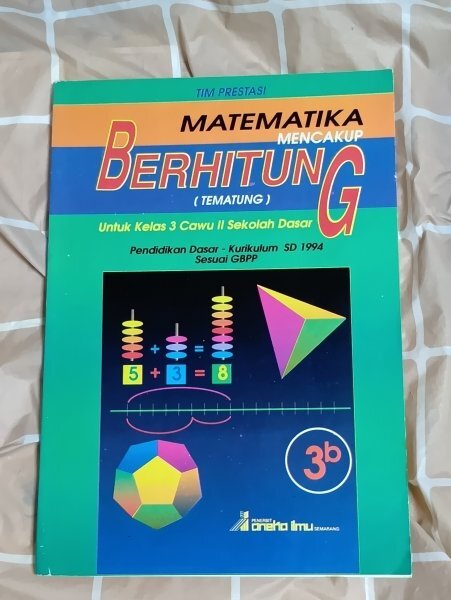 TIM PRESTASI
MATEMATIKA
MENCAKUP
BERHITUNG
( TEMATUNG )
Untuk Kelas 3 Cawu II Sekolah Dasar
Pendidikan Dasar - Kurikulum SD 1994
Sesuai GBPP
+ =
5 + 3 = 8
3b
PENERBIT
aneka ilmu SEMARANG